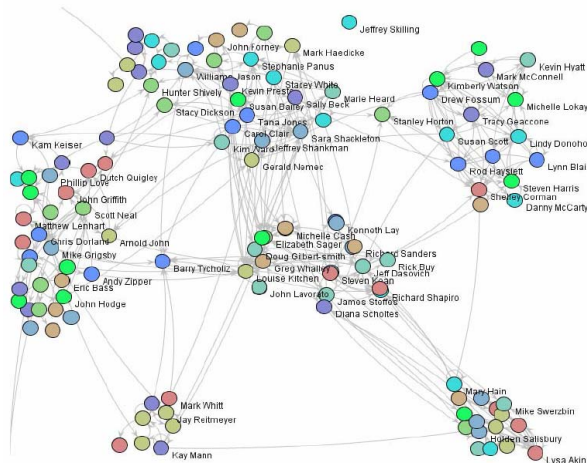 Jeffrey Skilling
John Forney
Mark Haedicke
Stephanie Panus
Williams Jason
Stacey White
Hunter Shively
Kevin Presto
Susan Bailey
Sally Beck
Marie Heard
Stacy Dickson
Tana Jones
Carol Clair
Sara Shackleton
Kim Ward
Jeffrey Shankman
Gerald Nemec
Kevin Hyatt
Mark McConnell
Kimberly Watson
Drew Fossum
Michelle Lokay
Stanley Horton
Tracy Geaccone
Susan Scott
Lindy Donoho
Rod Hayslett
Lynn Blair
Steven Harris
Shelley Corman
Danny McCarty
Kam Keiser
Dutch Quigley
Phillip Love
John Griffith
Scott Neal
Matthew Lenhart
Chris Dorland
Arnold John
Mike Grigsby
Andy Zipper
Eric Bass
John Hodge
Barry Tycholiz
Michelle Cash
Kenneth Lay
Elizabeth Sager
Doug Gilbert-smith
Richard Sanders
Greg Whalley
Rick Buy
Jeff Dasovich
Louise Kitchen
Steven Kean
John Lavorato
Richard Shapiro
James Steffes
Diana Scholtes
Mark Whitt
Jay Reitmeyer
Kay Mann
Mary Hain
Mike Swerzbin
Holden Salisbury
Lysa Akin